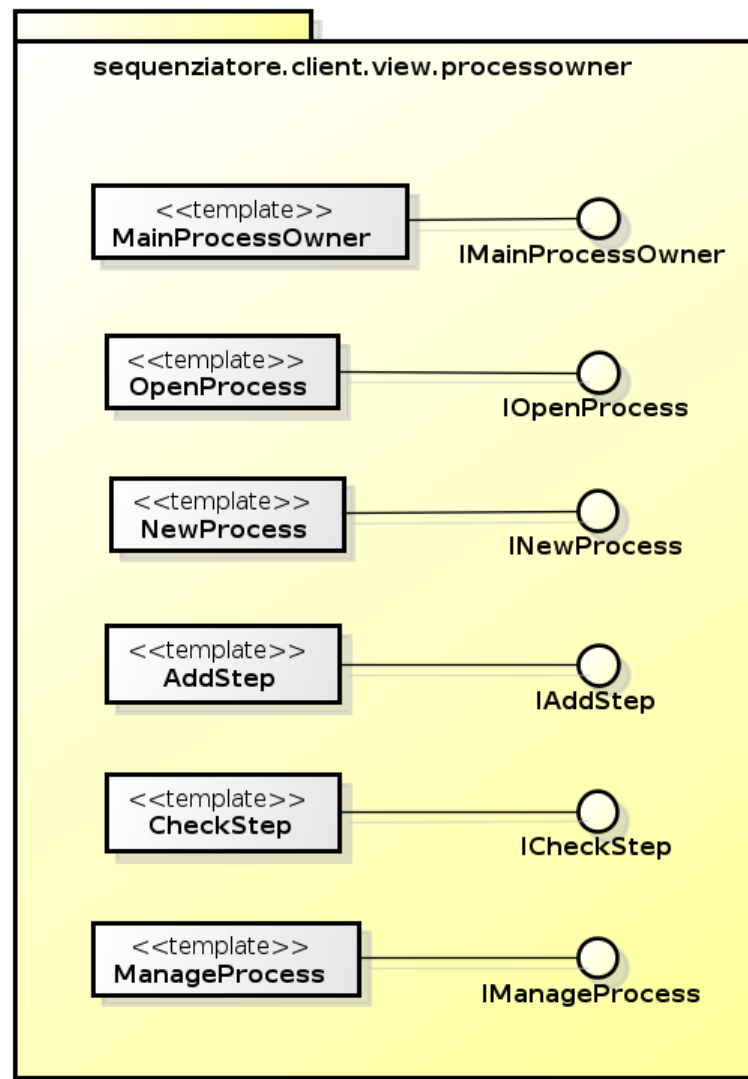 sequenziatore.client.view.processowner
<<template>>
MainProcessOwner
IMainProcessOwner
<<template>>
OpenProcess
IOpenProcess
<<template>>
NewProcess
INewProcess
<<template>>
AddStep
IAddStep
<<template>>
CheckStep
ICheckStep
<<template>>
ManageProcess
IManageProcess